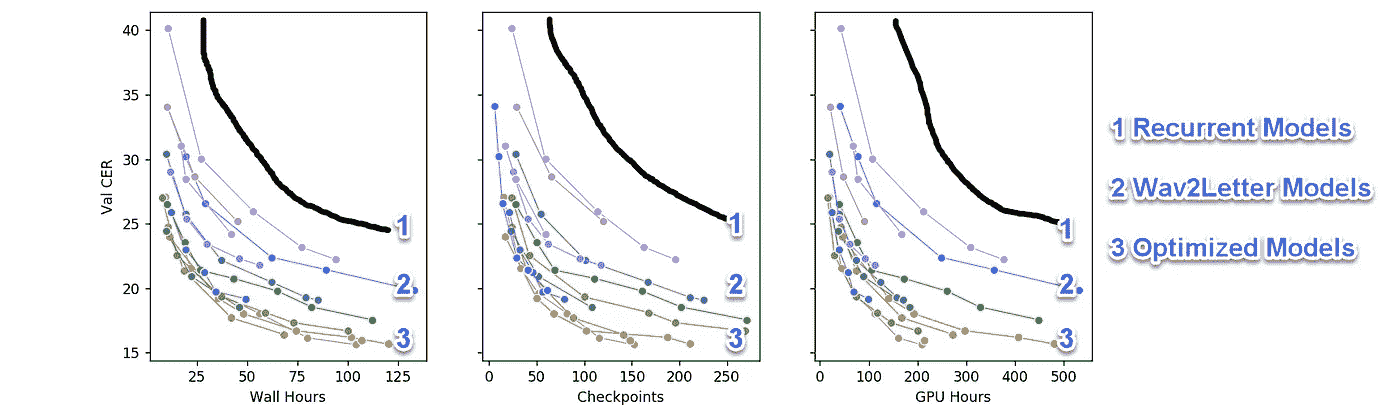 40
35
30
25
20
15
Val CER
1
2
3
25 50 75 100 125
Wall Hours
1
2
3
0 50 100 150 200 250
Checkpoints
1
2
3
0 100 200 300 400 500
GPU Hours
1 Recurrent Models
2 Wav2Letter Models
3 Optimized Models